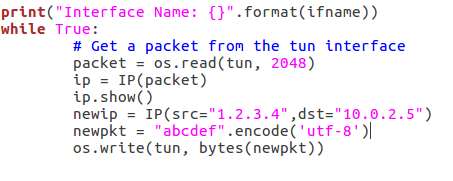 print("Interface Name: {}".format(ifname))
while True:
        # Get a packet from the tun interface
        packet = os.read(tun, 2048)
        ip = IP(packet)
        ip.show()
        newip = IP(src="1.2.3.4",dst="10.0.2.5")
        newpkt = "abcdef".encode('utf-8')
        os.write(tun, bytes(newpkt))